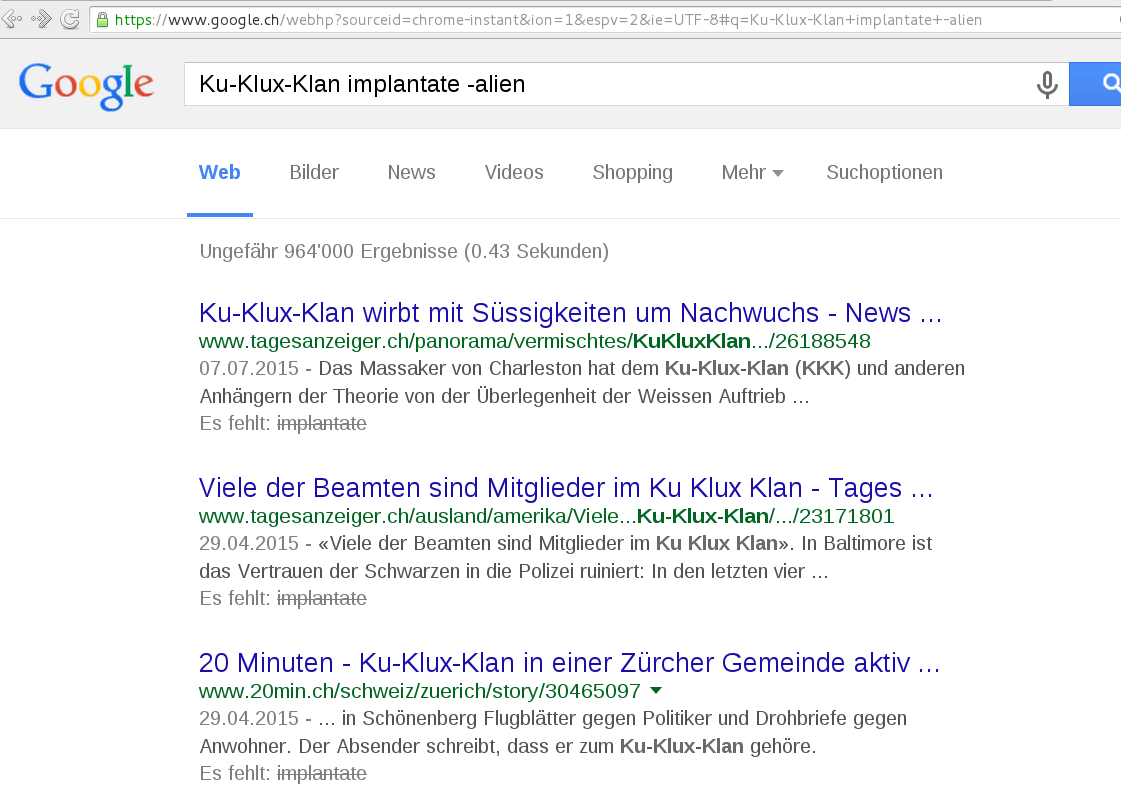 https://www.google.ch/webhp?sourceid=chrome-instant&ion=1&espv=2&ie=UTF-8#q=Ku-Klux-Klan+implantate+-alien
Google
Ku-Klux-Klan implantate -alien
Web Bilder News Videos Shopping Mehr Suchoptionen
Ungefähr 964'000 Ergebnisse (0.43 Sekunden)
Ku-Klux-Klan wirbt mit Süssigkeiten um Nachwuchs - News ...
www.tagesanzeiger.ch/panorama/vermischtes/KuKluxKlan.../26188548
07.07.2015 - Das Massaker von Charleston hat dem Ku-Klux-Klan (KKK) und anderen
Anhängern der Theorie von der Überlegenheit der Weissen Auftrieb ...
Es fehlt: implantate
Viele der Beamten sind Mitglieder im Ku Klux Klan - Tages ...
www.tagesanzeiger.ch/ausland/amerika/Viele...Ku-Klux-Klan/.../23171801
29.04.2015 - «Viele der Beamten sind Mitglieder im Ku Klux Klan». In Baltimore ist
das Vertrauen der Schwarzen in die Polizei ruiniert: In den letzten vier ...
Es fehlt: implantate
20 Minuten - Ku-Klux-Klan in einer Zürcher Gemeinde aktiv ...
www.20min.ch/schweiz/zuerich/story/30465097
29.04.2015 - ... in Schönenberg Flugblätter gegen Politiker und Drohbriefe gegen
Anwohner. Der Absender schreibt, dass er zum Ku-Klux-Klan gehöre.
Es fehlt: implantate